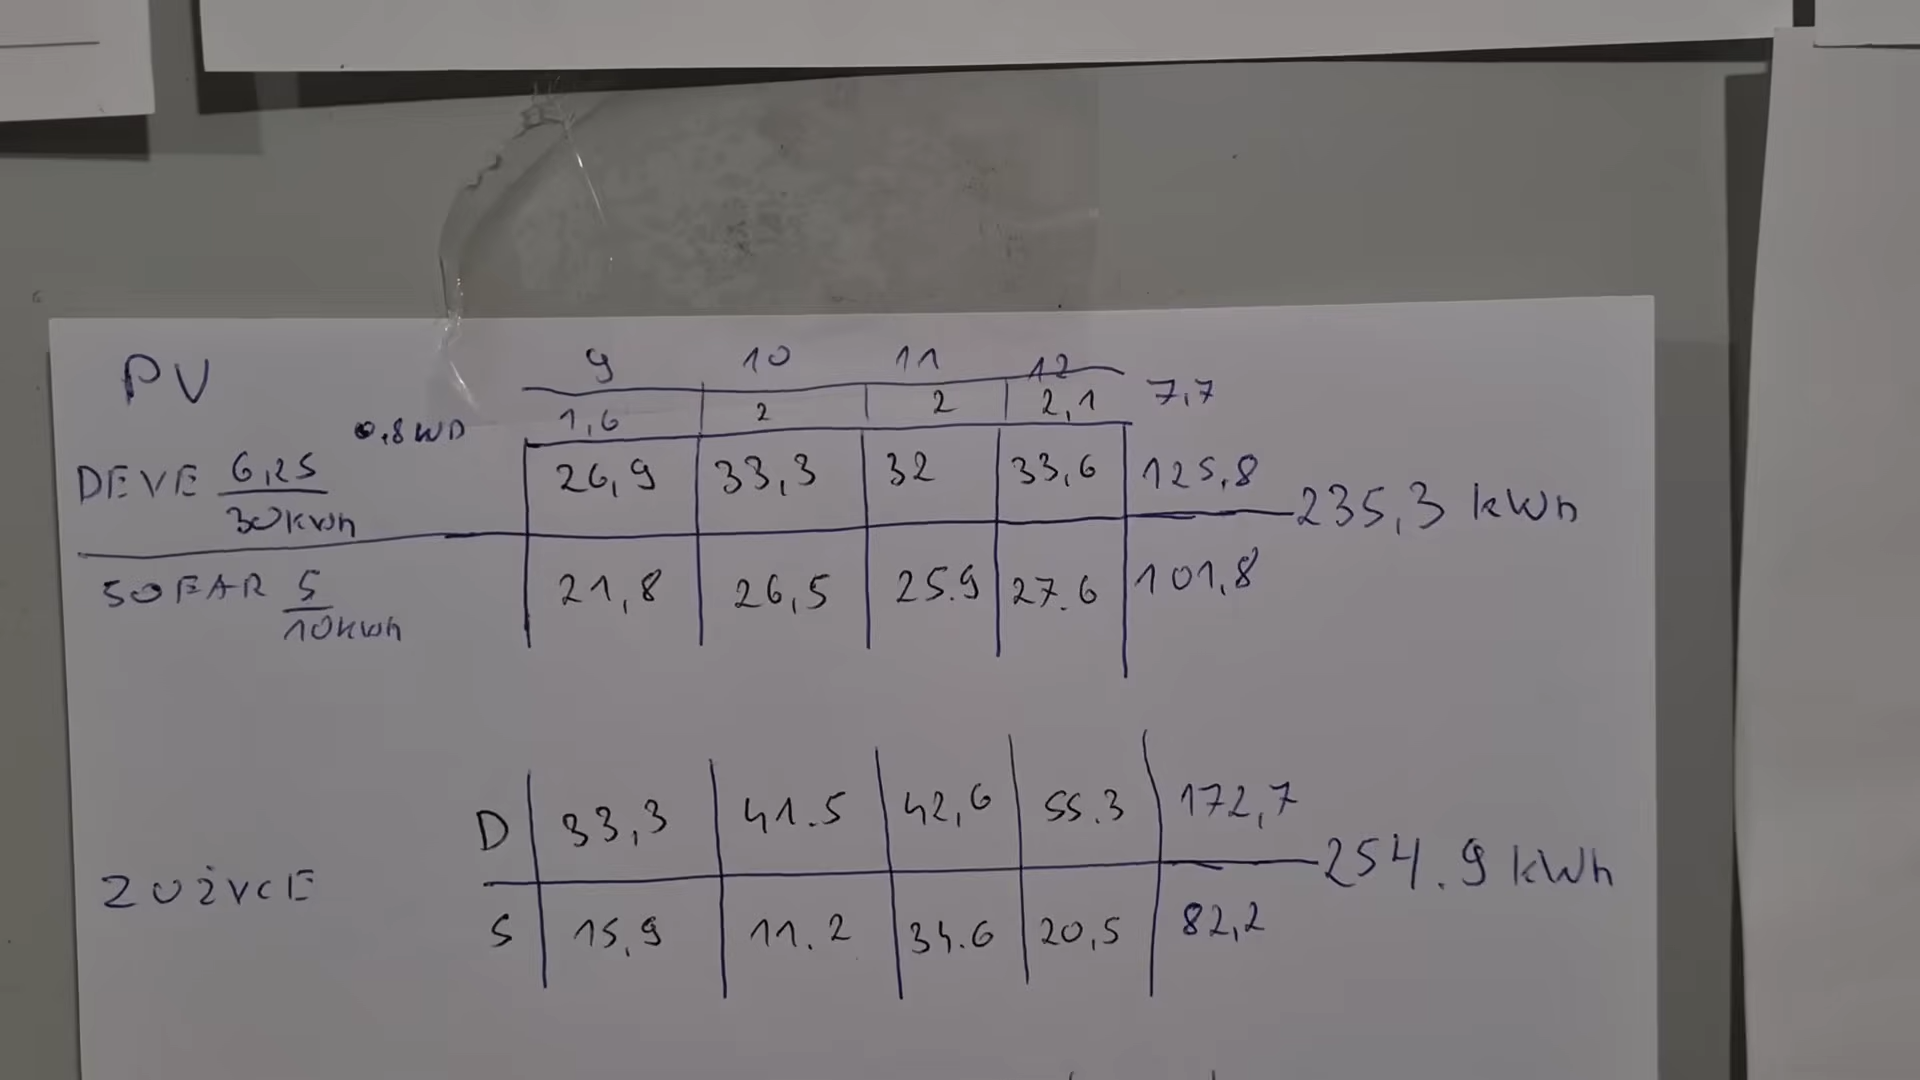 PV 9 10 11 12
0.8 WD 1,6 2 2 2,1 7,7
DEVE 6,25/30kWh 26,9 33,3 32 33,6 125,8
235,3 kWh
SOFAR 5/10kWh 21,8 26,5 25.9 27.6 101,8
D 33,3 41.5 42,6 55.3 172,7
ZUŻYCIE 254.9 kWh
S 15,9 11.2 34.6 20,5 82,2